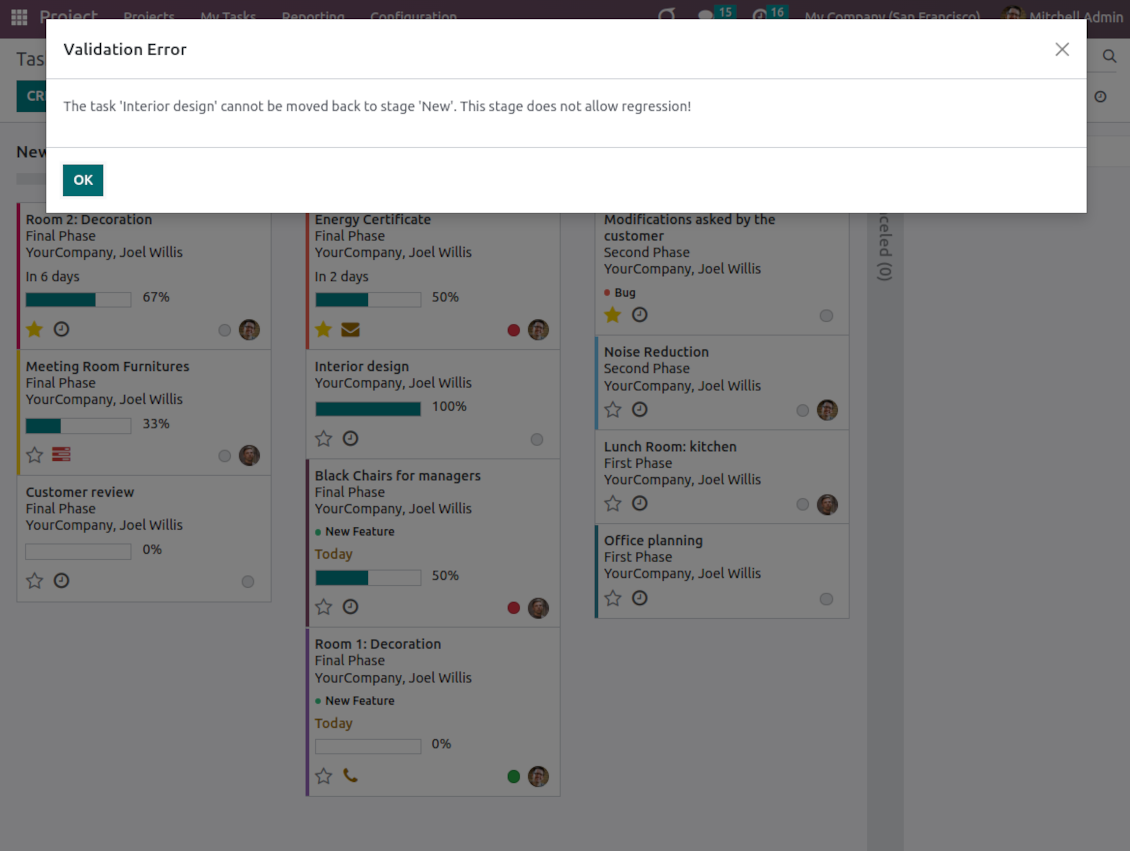 Project Projects My Tasks Reporting Configuration 15 16 My Company (San Francisco) Mitchell Admin
Validation Error
The task 'Interior design' cannot be moved back to stage 'New'. This stage does not allow regression!
OK
New
Room 2: Decoration
Final Phase
YourCompany, Joel Willis
In 6 days
67%
Meeting Room Furnitures
Final Phase
YourCompany, Joel Willis
33%
Customer review
Final Phase
YourCompany, Joel Willis
0%
Energy Certificate
Final Phase
YourCompany, Joel Willis
In 2 days
50%
Interior design
YourCompany, Joel Willis
100%
Black Chairs for managers
Final Phase
YourCompany, Joel Willis
New Feature
Today
50%
Room 1: Decoration
Final Phase
YourCompany, Joel Willis
New Feature
Today
0%
Modifications asked by the
customer
Second Phase
YourCompany, Joel Willis
Bug
Noise Reduction
Second Phase
YourCompany, Joel Willis
Lunch Room: kitchen
First Phase
YourCompany, Joel Willis
Office planning
First Phase
YourCompany, Joel Willis
(0)